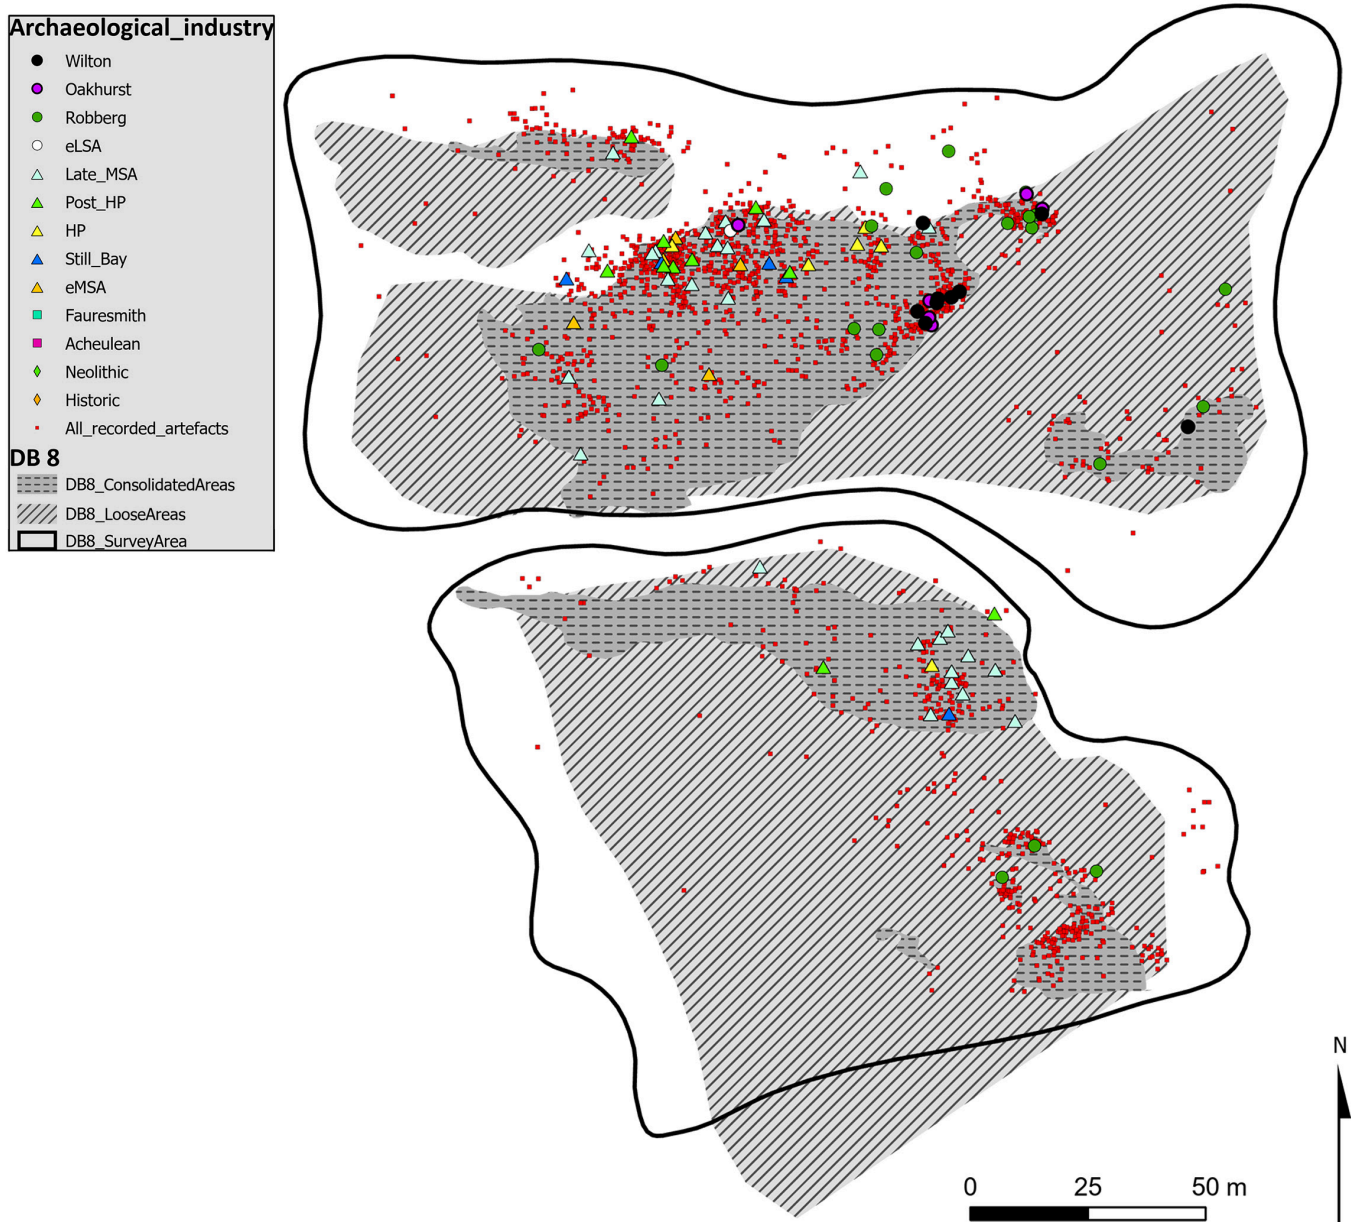 Archaeological_industry
Wilton
Oakhurst
Robberg
eLSA
Late_MSA
Post_HP
HP
Still_Bay
eMSA
Fauresmith
Acheulean
Neolithic
Historic
All_recorded_artefacts
DB 8
DB8_ConsolidatedAreas
DB8_LooseAreas
DB8_SurveyArea
N
0 25 50 m